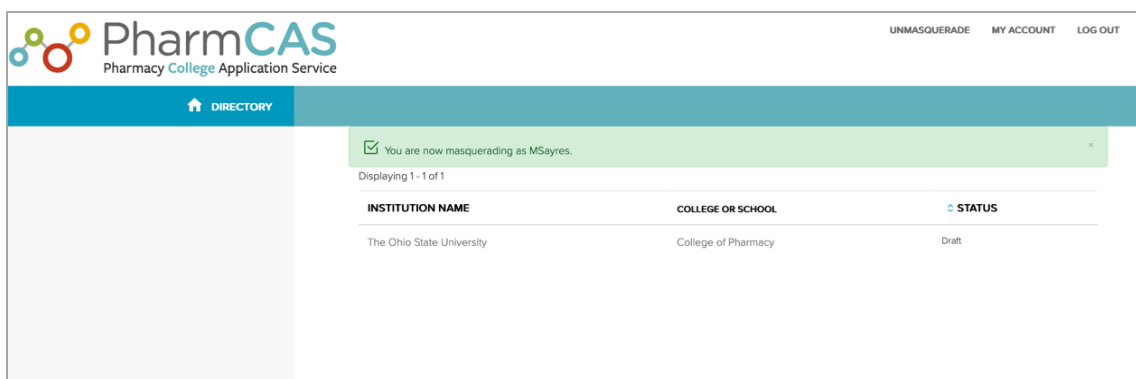 PharmCAS
Pharmacy College Application Service
UNMASQUERADE MY ACCOUNT LOG OUT
DIRECTORY
You are now masquerading as MSayres. ×
Displaying 1 - 1 of 1
INSTITUTION NAME COLLEGE OR SCHOOL STATUS
The Ohio State University College of Pharmacy Draft